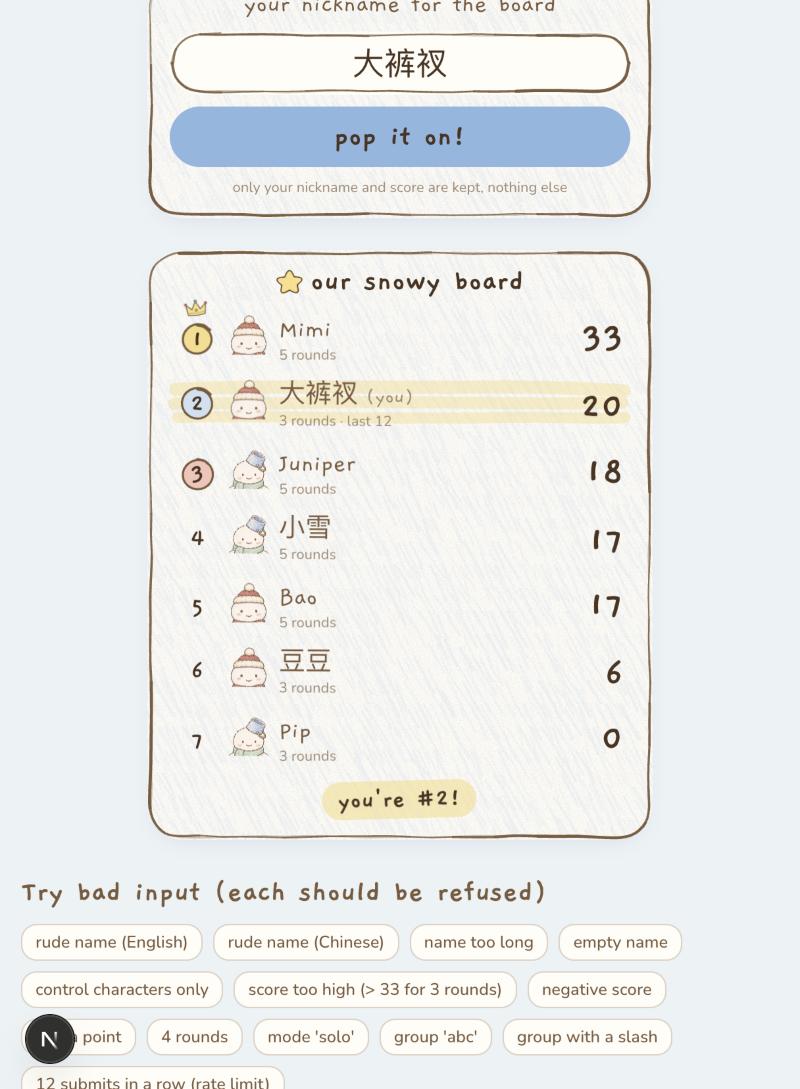 your nickname for the board
大裤衩
pop it on!
only your nickname and score are kept, nothing else
our snowy board
1
Mimi
5 rounds
33
2
大裤衩 (you)
3 rounds · last 12
20
3
Juniper
5 rounds
18
4
小雪
5 rounds
17
5
Bao
5 rounds
17
6
豆豆
3 rounds
6
7
Pip
3 rounds
0
you're #2!
Try bad input (each should be refused)
rude name (English)
rude name (Chinese)
name too long
empty name
control characters only
score too high (> 33 for 3 rounds)
negative score
N
point
4 rounds
mode 'solo'
group 'abc'
group with a slash
12 submits in a row (rate limit)